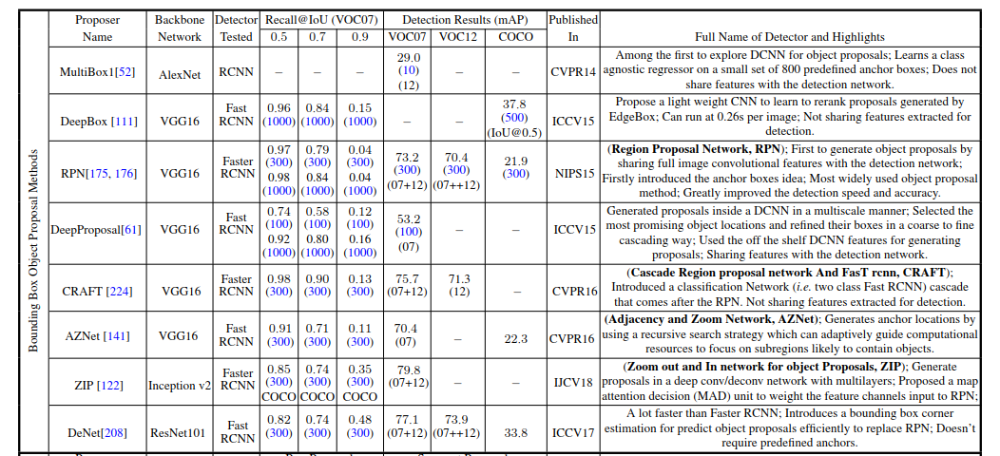 Proposer Backbone Detector Recall@IoU (VOC07) Detection Results (mAP) Published
Name Network Tested 0.5 0.7 0.9 VOC07 VOC12 COCO In Full Name of Detector and Highlights
Bounding Box Object Proposal Methods
MultiBox1[52] AlexNet RCNN – – – 29.0 (10) (12) – – CVPR14
Among the first to explore DCNN for object proposals; Learns a class
agnostic regressor on a small set of 800 predefined anchor boxes; Does not
share features with the detection network.
DeepBox [111] VGG16 Fast RCNN 0.96 (1000) 0.84 (1000) 0.15 (1000) – – 37.8 (500) (IoU@0.5) ICCV15
Propose a light weight CNN to learn to rerank proposals generated by
EdgeBox; Can run at 0.26s per image; Not sharing features extracted for
detection.
RPN[175, 176] VGG16 Faster RCNN 0.97 (300) 0.98 (1000) 0.79 (300) 0.84 (1000) 0.04 (300) 0.04 (1000) 73.2 (300) (07+12) 70.4 (300) (07++12) 21.9 (300) NIPS15
(Region Proposal Network, RPN); First to generate object proposals by
sharing full image convolutional features with the detection network;
Firstly introduced the anchor boxes idea; Most widely used object proposal
method; Greatly improved the detection speed and accuracy.
DeepProposal[61] VGG16 Fast RCNN 0.74 (100) 0.92 (1000) 0.58 (100) 0.80 (1000) 0.12 (100) 0.16 (1000) 53.2 (100) (07) – – ICCV15
Generated proposals inside a DCNN in a multiscale manner; Selected the
most promising object locations and refined their boxes in a coarse to fine
cascading way; Used the off the shelf DCNN features for generating
proposals; Sharing features with the detection network.
CRAFT [224] VGG16 Faster RCNN 0.98 (300) 0.90 (300) 0.13 (300) 75.7 (07+12) 71.3 (12) – CVPR16
(Cascade Region proposal network And FasT rcnn, CRAFT);
Introduced a classification Network (i.e. two class Fast RCNN) cascade
that comes after the RPN. Not sharing features extracted for detection.
AZNet [141] VGG16 Fast RCNN 0.91 (300) 0.71 (300) 0.11 (300) 70.4 (07) – 22.3 CVPR16
(Adjacency and Zoom Network, AZNet); Generates anchor locations by
using a recursive search strategy which can adaptively guide computational
resources to focus on subregions likely to contain objects.
ZIP [122] Inception v2 Faster RCNN 0.85 (300) COCO 0.74 (300) COCO 0.35 (300) COCO 79.8 (07+12) – – IJCV18
(Zoom out and In network for object Proposals, ZIP); Generate
proposals in a deep conv/deconv network with multilayers; Proposed a map
attention decision (MAD) unit to weight the feature channels input to RPN;
DeNet[208] ResNet101 Fast RCNN 0.82 (300) 0.74 (300) 0.48 (300) 77.1 (07+12) 73.9 (07++12) 33.8 ICCV17
A lot faster than Faster RCNN; Introduces a bounding box corner
estimation for predict object proposals efficiently to replace RPN; Doesn't
require predefined anchors.